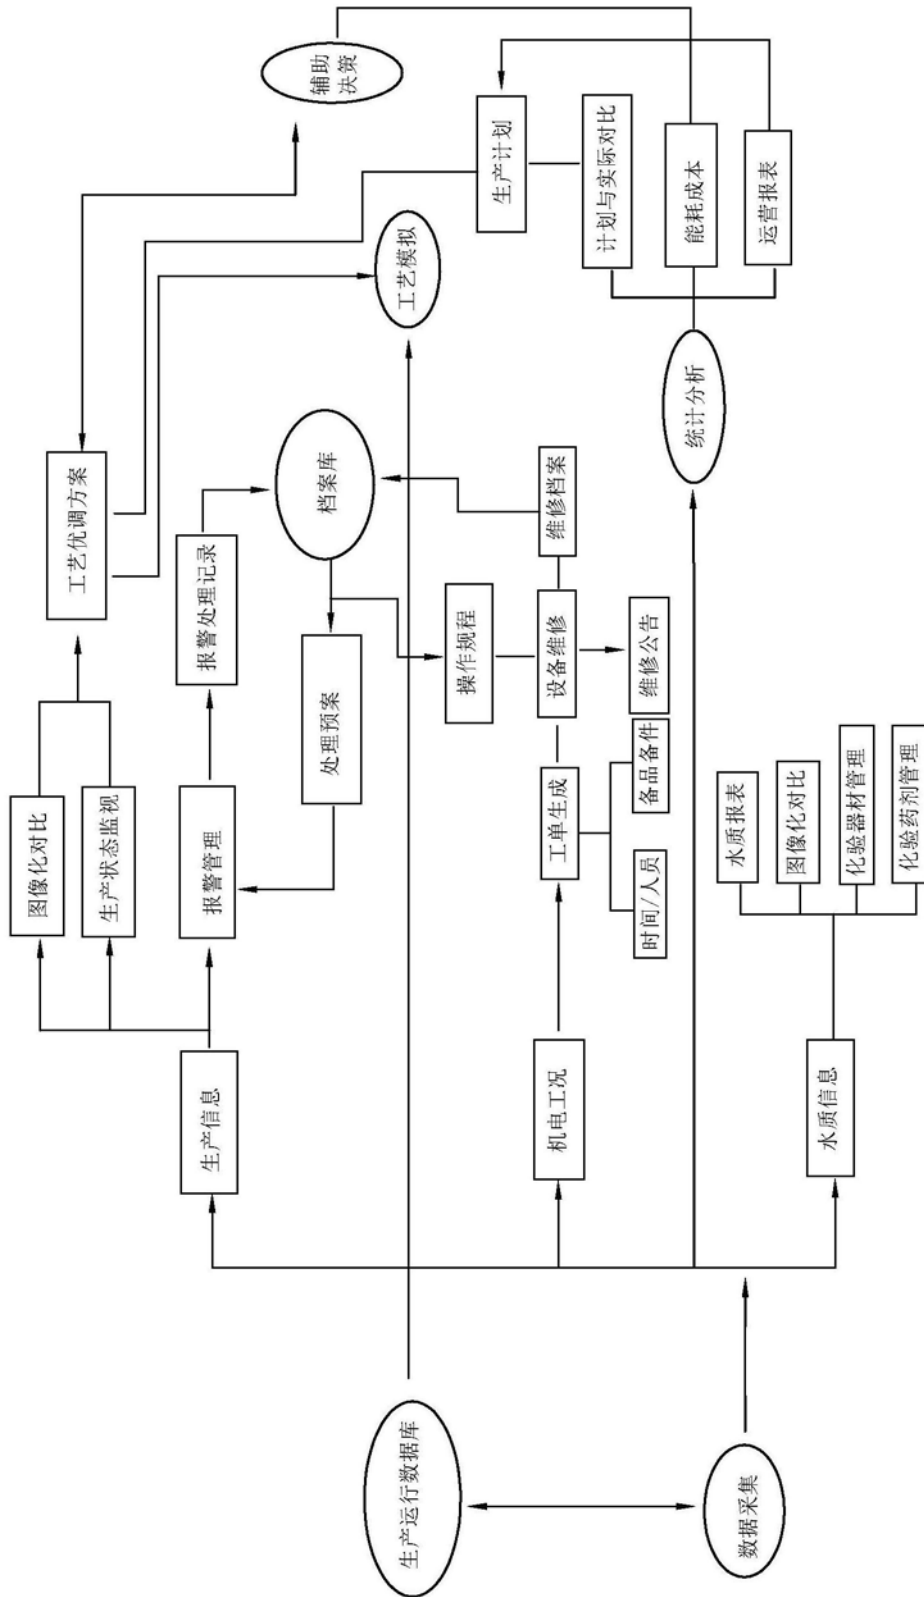 生产运行数据库
数据采集
生产信息
机电工况
水质信息
图像化对比
生产状态监视
报警管理
处理预案
报警处理记录
档案库
工艺优调方案
工单生成
时间/人员
备品备件
操作规程
设备维修
维修公告
维修档案
水质报表
图像化对比
化验器材管理
化验药剂管理
工艺模拟
统计分析
辅助
决策
生产计划
计划与实际对比
能耗成本
运营报表